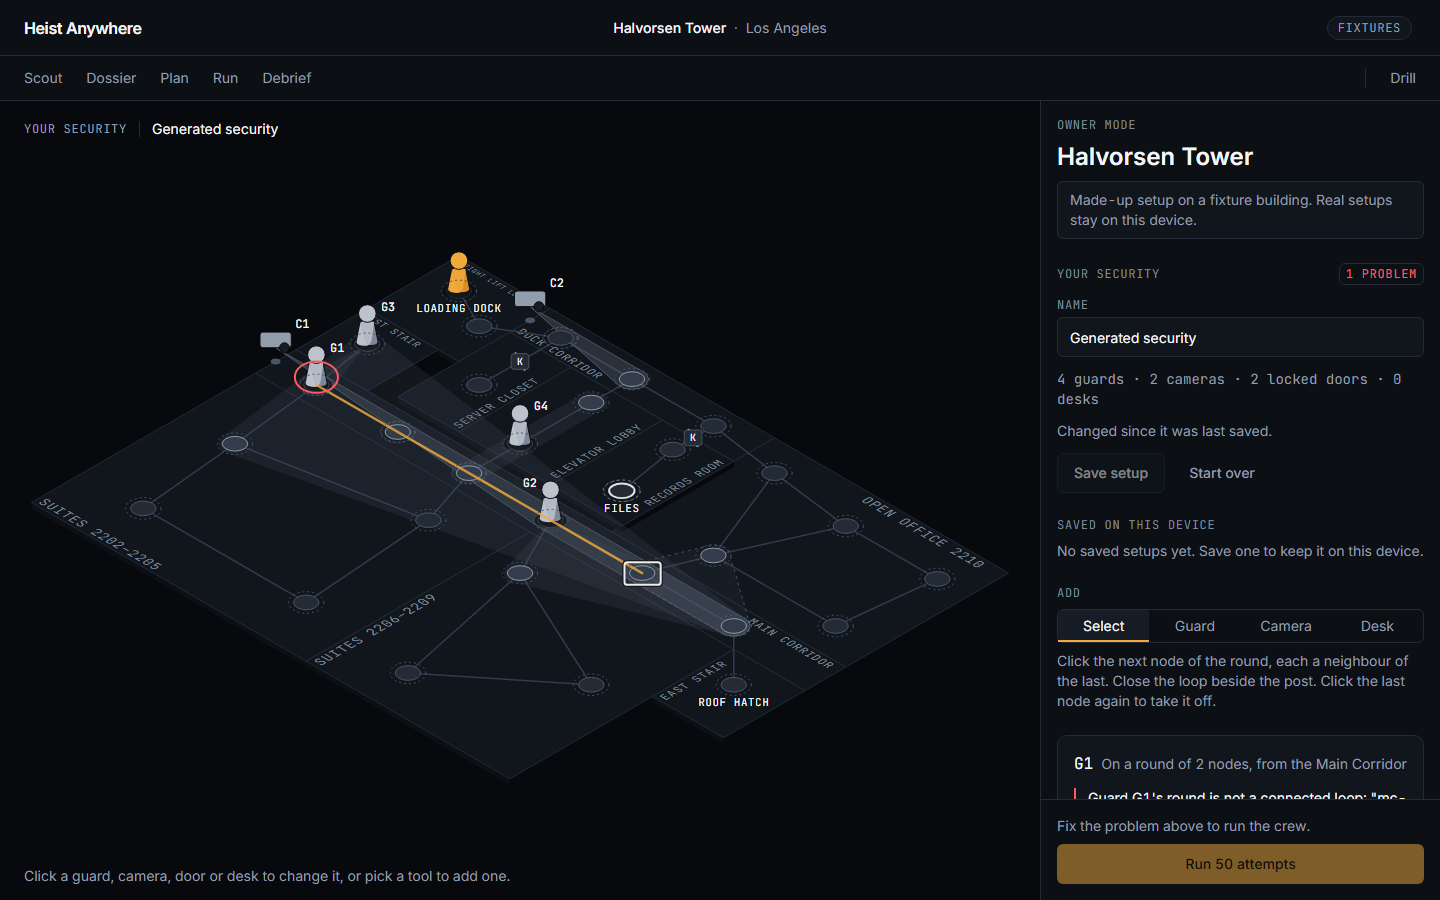 Heist Anywhere
Halvorsen Tower · Los Angeles
FIXTURES
Scout Dossier Plan Run Debrief
Drill
YOUR SECURITY Generated security
C2
G3
LOADING DOCK
C1
G1
DOCK CORRIDOR
K
SERVER CLOSET
G4
ELEVATOR LOBBY
K
RECORDS ROOM
G2
FILES
OPEN OFFICE 2210
SUITES 2202-2205
SUITES 2206-2209
MAIN CORRIDOR
EAST STAIR
ROOF HATCH
Click a guard, camera, door or desk to change it, or pick a tool to add one.
OWNER MODE
Halvorsen Tower
Made-up setup on a fixture building. Real setups
stay on this device.
YOUR SECURITY
1 PROBLEM
NAME
Generated security
4 guards · 2 cameras · 2 locked doors · 0
desks
Changed since it was last saved.
Save setup Start over
SAVED ON THIS DEVICE
No saved setups yet. Save one to keep it on this device.
ADD
Select Guard Camera Desk
Click the next node of the round, each a neighbour of
the last. Close the loop beside the post. Click the last
node again to take it off.
G1 On a round of 2 nodes, from the Main Corridor
Guard G1's round is not a connected loop: "mc-
Fix the problem above to run the crew.
Run 50 attempts